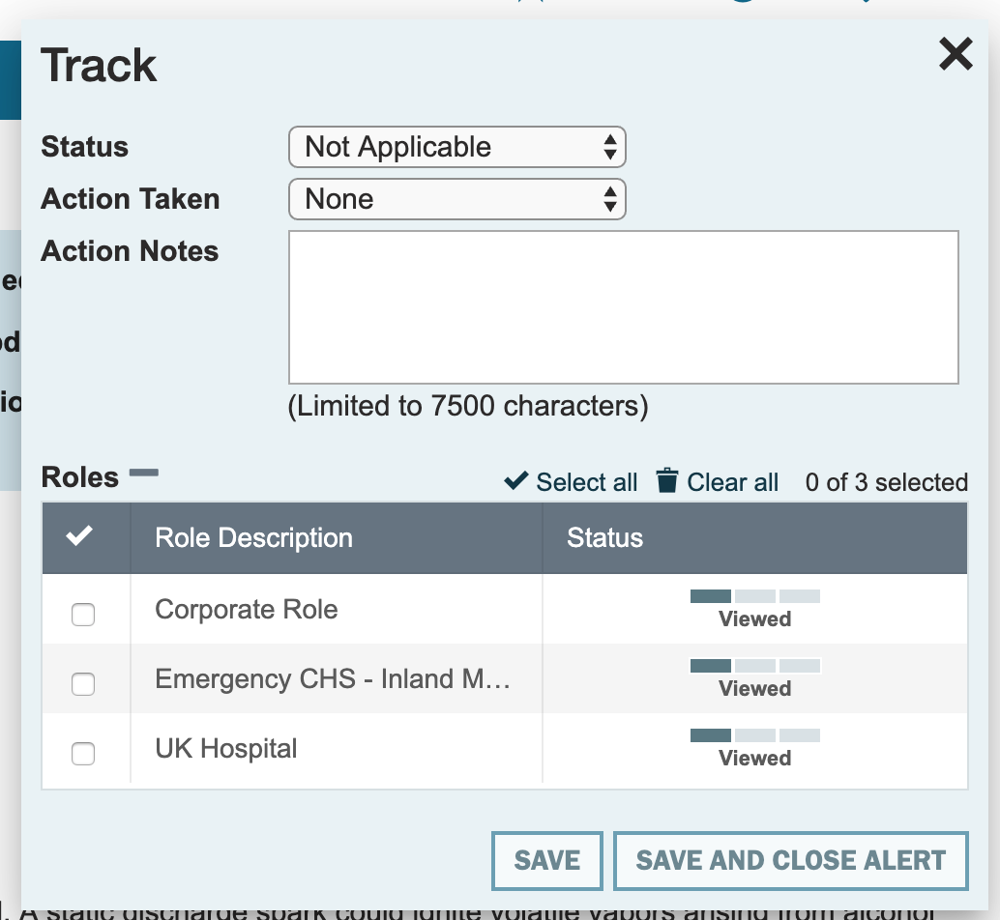 Track
Status Not Applicable
Action Taken None
Action Notes
(Limited to 7500 characters)
Roles Select all Clear all 0 of 3 selected
Role Description Status
Corporate Role Viewed
Emergency CHS - Inland M... Viewed
UK Hospital Viewed
SAVE SAVE AND CLOSE ALERT
A static discharge spark could ignite volatile vapors arising from alcohol